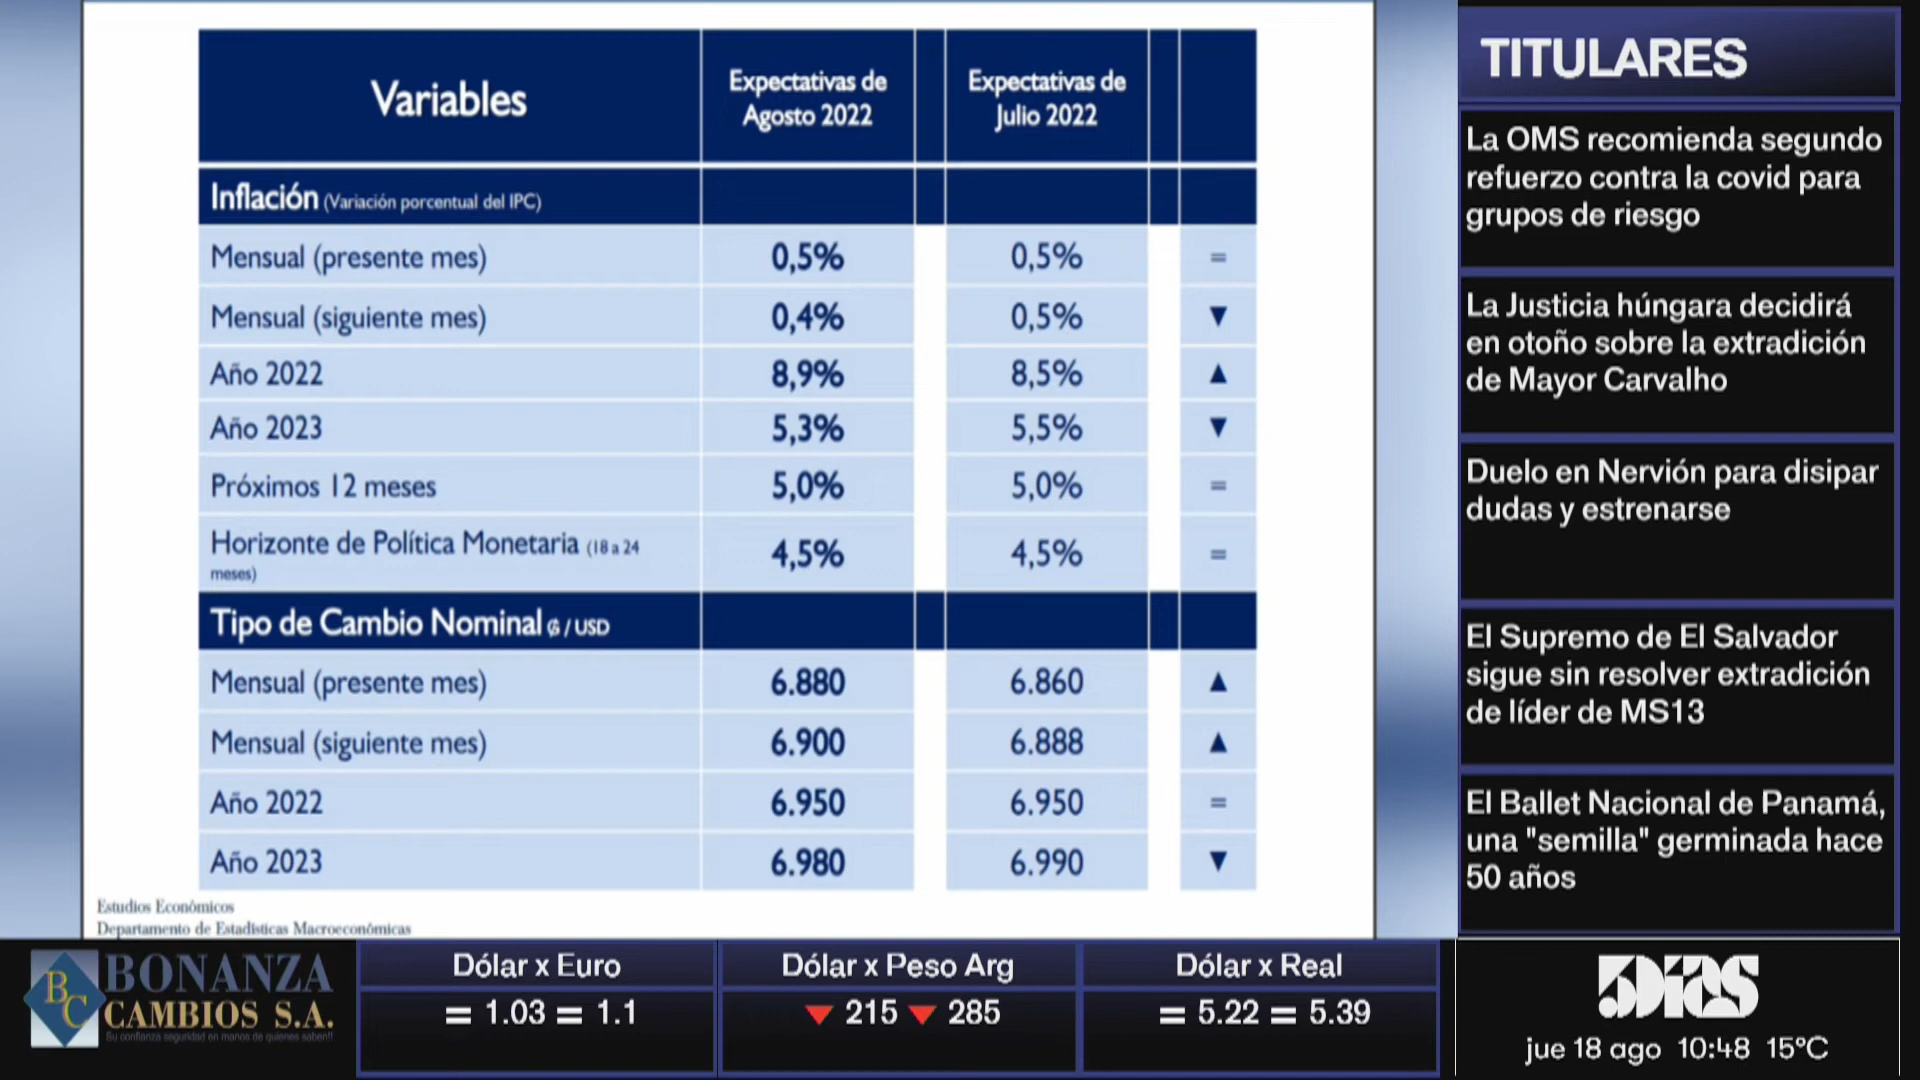 Variables
Expectativas de
Agosto 2022
Expectativas de
Julio 2022
Inflación (Variación porcentual del IPC)
Mensual (presente mes) 0,5% 0,5% =
Mensual (siguiente mes) 0,4% 0,5% ▼
Año 2022 8,9% 8,5% ▲
Año 2023 5,3% 5,5% ▼
Próximos 12 meses 5,0% 5,0% =
Horizonte de Política Monetaria (18 a 24
meses) 4,5% 4,5% =
Tipo de Cambio Nominal ₲ / USD
Mensual (presente mes) 6.880 6.860 ▲
Mensual (siguiente mes) 6.900 6.888 ▲
Año 2022 6.950 6.950 =
Año 2023 6.980 6.990 ▼
Estudios Económicos
Departamento de Estadísticas Macroeconómicas
TITULARES
La OMS recomienda segundo
refuerzo contra la covid para
grupos de riesgo
La Justicia húngara decidirá
en otoño sobre la extradición
de Mayor Carvalho
Duelo en Nervión para disipar
dudas y estrenarse
El Supremo de El Salvador
sigue sin resolver extradición
de líder de MS13
El Ballet Nacional de Panamá,
una "semilla" germinada hace
50 años
BC
BONANZA
CAMBIOS S.A.
Su confianza seguridad en manos de quienes saben!!
Dólar x Euro
= 1.03 = 1.1
Dólar x Peso Arg
▼ 215 ▼ 285
Dólar x Real
= 5.22 = 5.39
5DÍAS
jue 18 ago 10:48 15°C